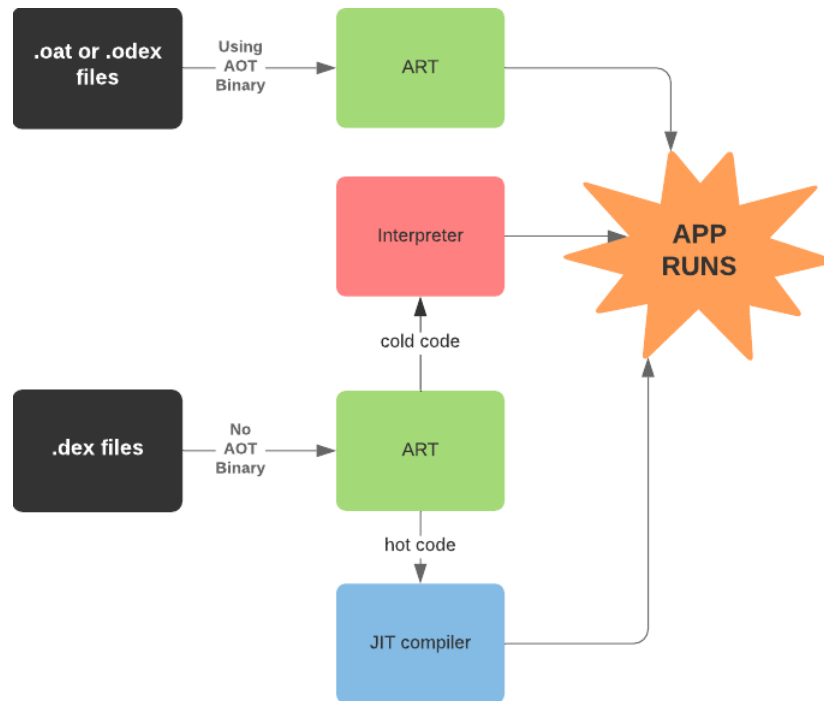 .oat or .odex
files
Using
AOT
Binary
ART
Interpreter
APP
RUNS
cold code
.dex files
No
AOT
Binary
ART
hot code
JIT compiler